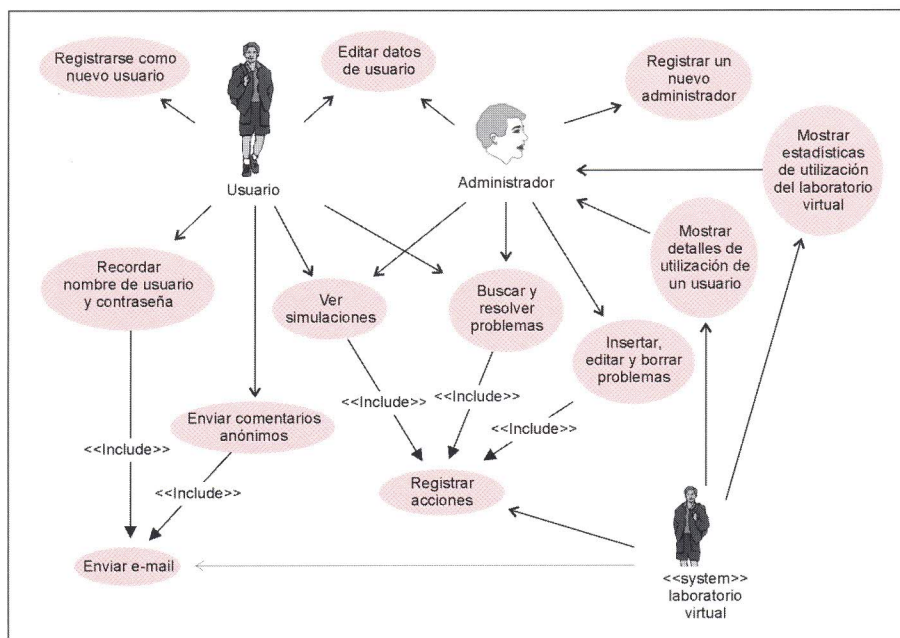 Registrarse como
nuevo usuario
Editar datos
de usuario
Registrar un
nuevo
administrador
Mostrar
estadísticas
de utilización
del laboratorio
virtual
Usuario
Administrador
Mostrar
detalles de
utilización de
un usuario
Recordar
nombre de usuario
y contraseña
Ver
simulaciones
Buscar y
resolver
problemas
Insertar,
editar y borrar
problemas
<<Include>>
<<Include>>
<<Include>>
Enviar comentarios
anónimos
<<Include>>
<<Include>>
Registrar
acciones
Enviar e-mail
<<system>>
laboratorio
virtual